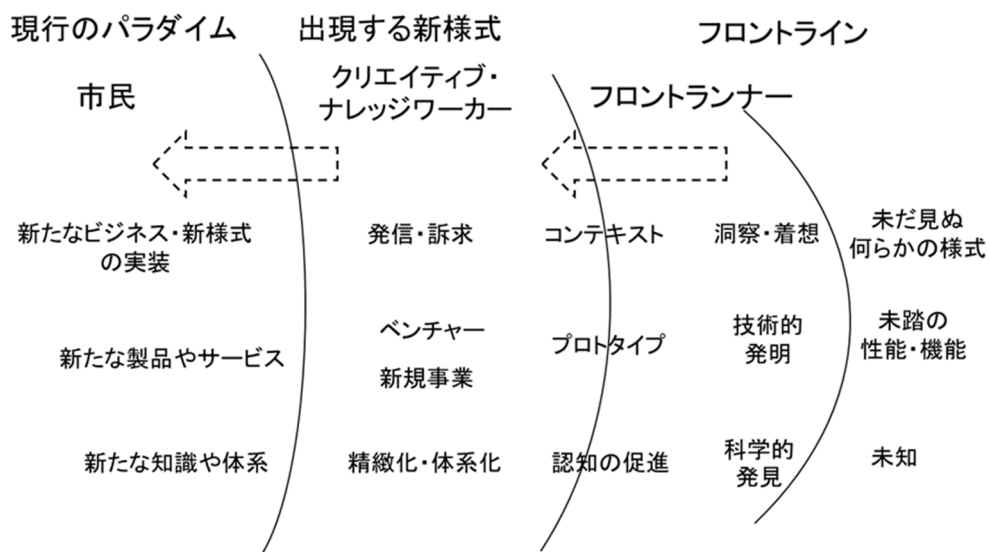 現行のパラダイム
出現する新様式
フロントライン
市民
クリエイティブ・
ナレッジワーカー
フロントランナー
新たなビジネス・新様式
の実装
発信・訴求
コンテキスト
洞察・着想
未だ見ぬ
何らかの様式
新たな製品やサービス
ベンチャー
新規事業
プロトタイプ
技術的
発明
未踏の
性能・機能
新たな知識や体系
精緻化・体系化
認知の促進
科学的
発見
未知